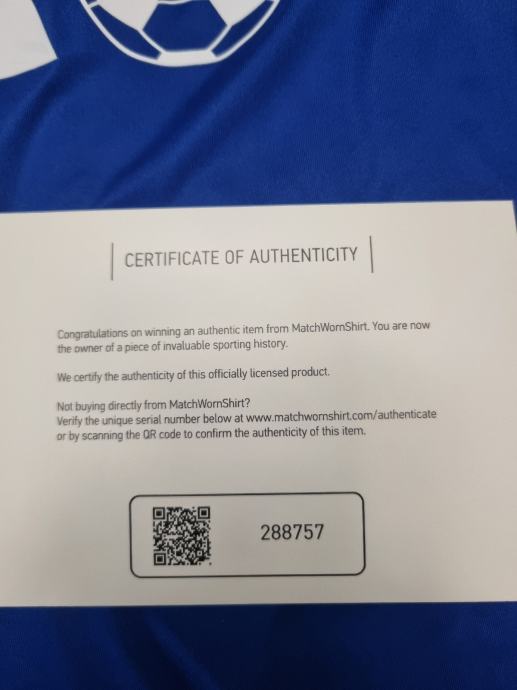 CERTIFICATE OF AUTHENTICITY
Congratulations on winning an authentic item from MatchWornShirt. You are now
the owner of a piece of invaluable sporting history.
We certify the authenticity of this officially licensed product.
Not buying directly from MatchWornShirt?
Verify the unique serial number below at www.matchwornshirt.com/authenticate
or by scanning the QR code to confirm the authenticity of this item.
288757